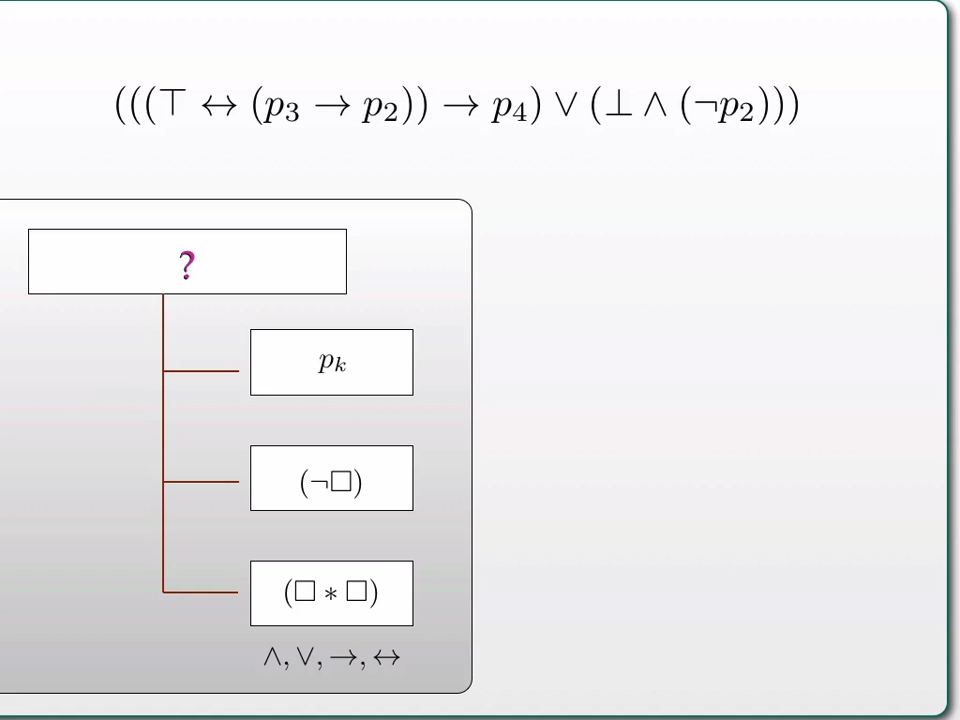 (((⊤ ↔ (p₃ → p₂)) → p₄) ∨ (⊥ ∧ (¬p₂)))
?
pₖ
(¬□)
(□ ∗ □)
∧, ∨, →, ↔